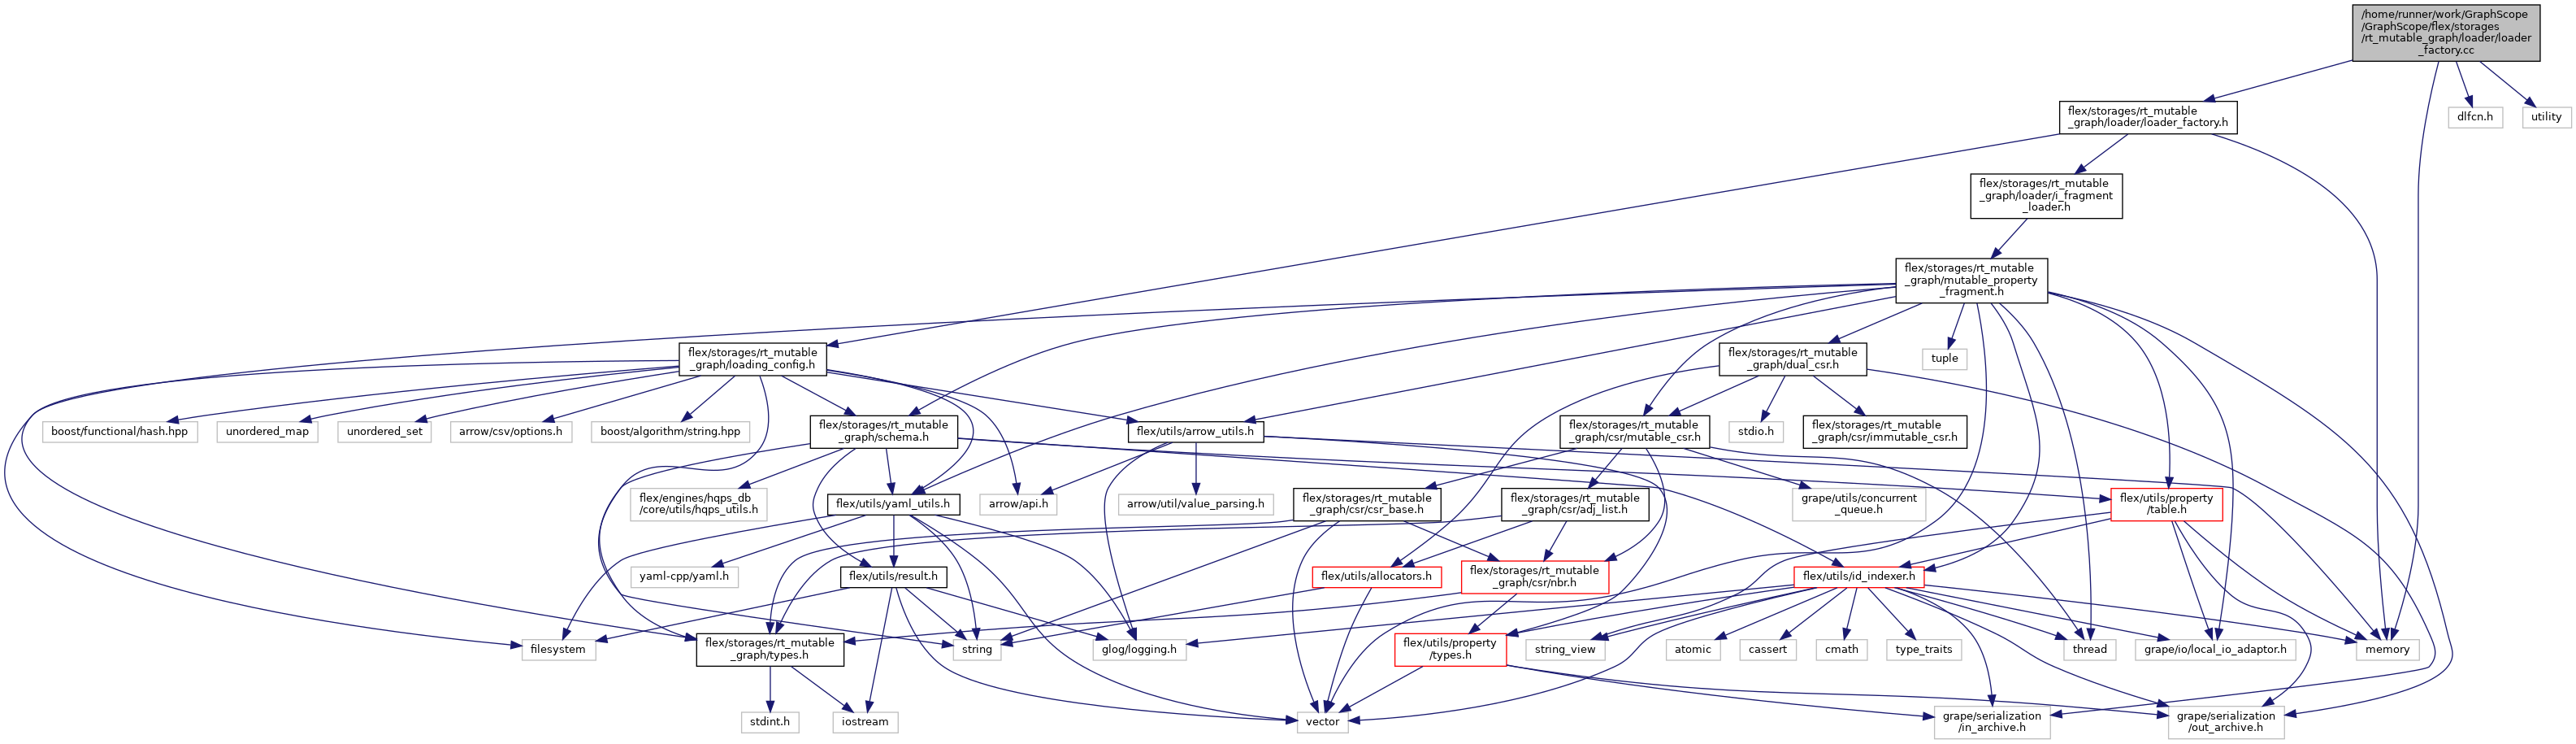 /home/runner/work/GraphScope
/GraphScope/flex/storages
/rt_mutable_graph/loader/loader
_factory.cc
flex/storages/rt_mutable
_graph/loader/loader_factory.h
dlfcn.h
utility
flex/storages/rt_mutable
_graph/loader/i_fragment
_loader.h
flex/storages/rt_mutable
_graph/mutable_property
_fragment.h
flex/storages/rt_mutable
_graph/loading_config.h
flex/storages/rt_mutable
_graph/dual_csr.h
tuple
boost/functional/hash.hpp
unordered_map
unordered_set
arrow/csv/options.h
boost/algorithm/string.hpp
flex/storages/rt_mutable
_graph/schema.h
flex/utils/arrow_utils.h
flex/storages/rt_mutable
_graph/csr/mutable_csr.h
stdio.h
flex/storages/rt_mutable
_graph/csr/immutable_csr.h
flex/engines/hqps_db
/core/utils/hqps_utils.h
flex/utils/yaml_utils.h
arrow/api.h
arrow/util/value_parsing.h
flex/storages/rt_mutable
_graph/csr/csr_base.h
flex/storages/rt_mutable
_graph/csr/adj_list.h
grape/utils/concurrent
_queue.h
flex/utils/property
/table.h
yaml-cpp/yaml.h
flex/utils/result.h
flex/utils/allocators.h
flex/storages/rt_mutable
_graph/csr/nbr.h
flex/utils/id_indexer.h
filesystem
flex/storages/rt_mutable
_graph/types.h
string
glog/logging.h
flex/utils/property
/types.h
string_view
atomic
cassert
cmath
type_traits
thread
grape/io/local_io_adaptor.h
memory
stdint.h
iostream
vector
grape/serialization
/in_archive.h
grape/serialization
/out_archive.h